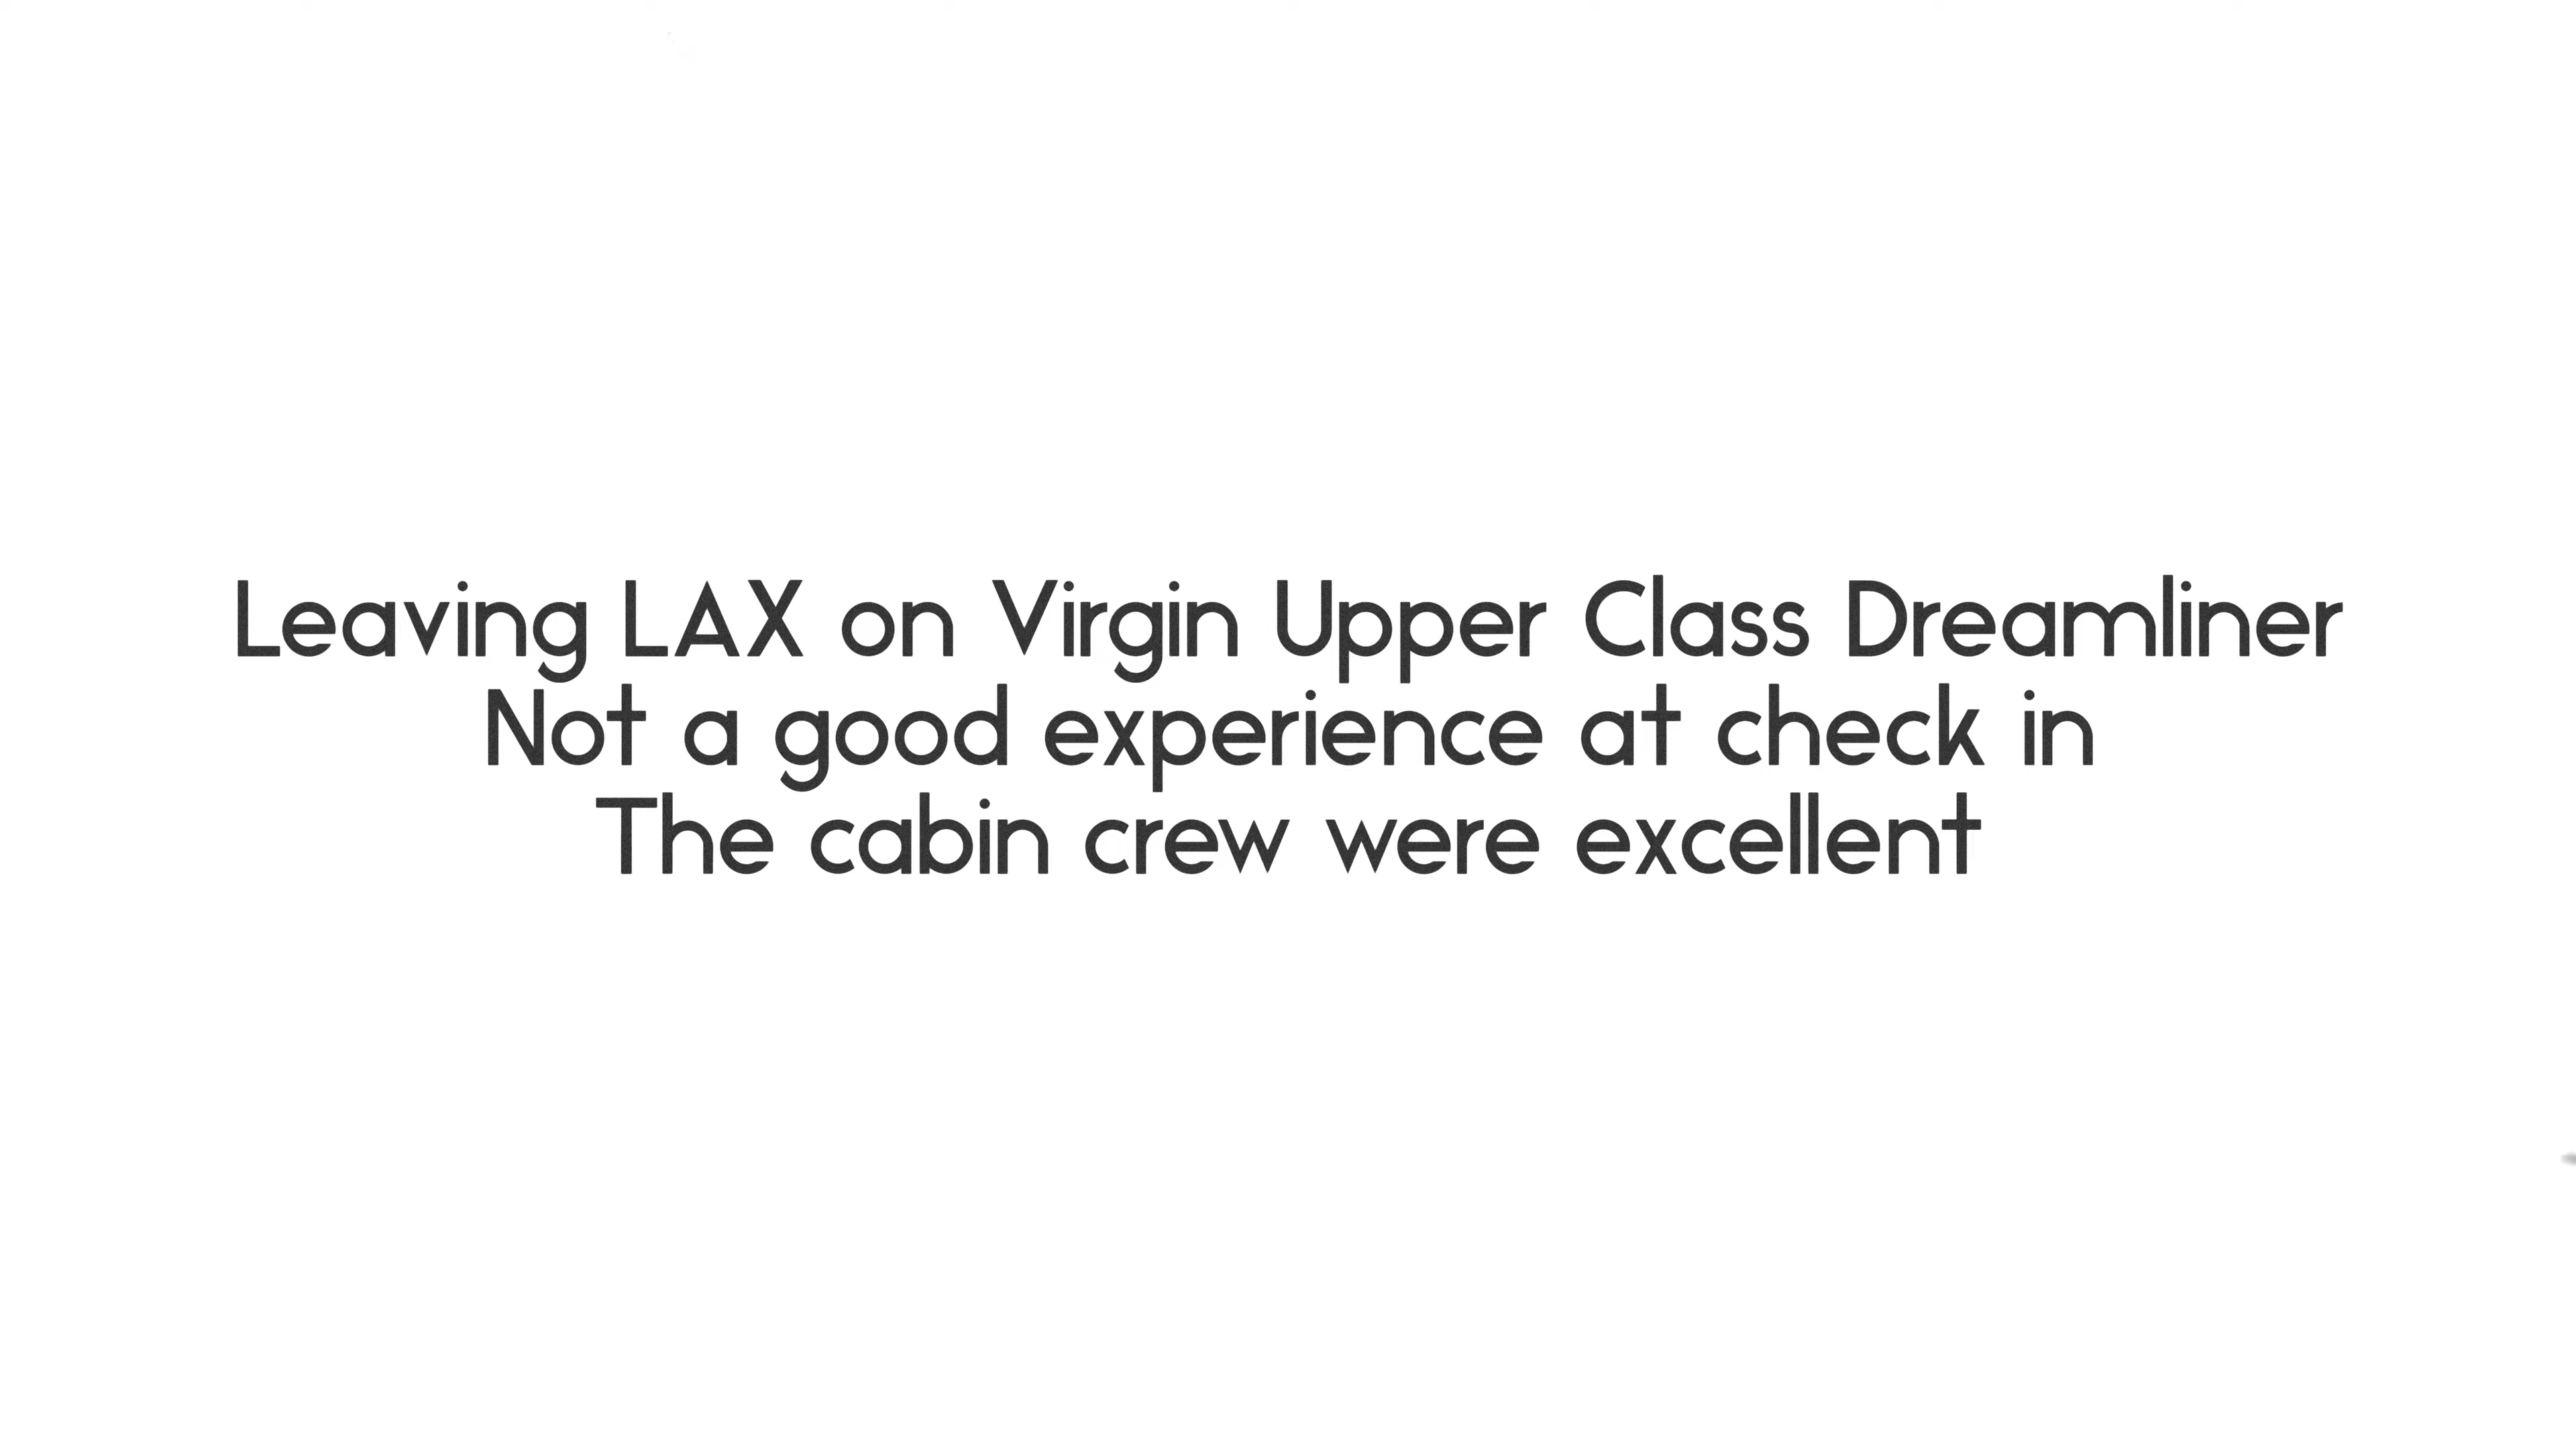 Leaving LAX on Virgin Upper Class Dreamliner
Not a good experience at check in
The cabin crew were excellent